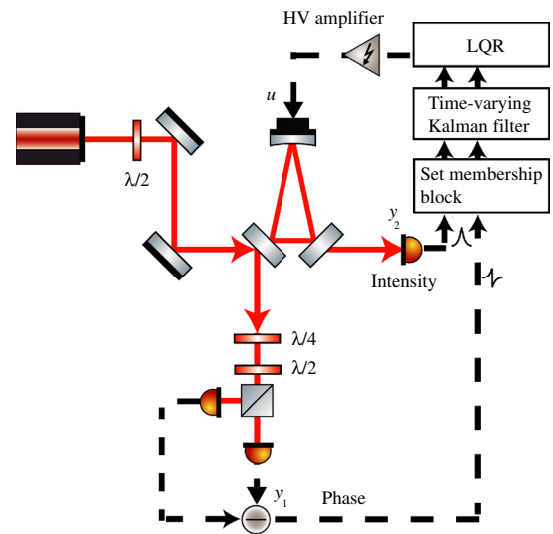 HV amplifier
LQR
u
Time-varying
Kalman filter
λ/2
Set membership
block
y2
Intensity
λ/4
λ/2
y1
Phase